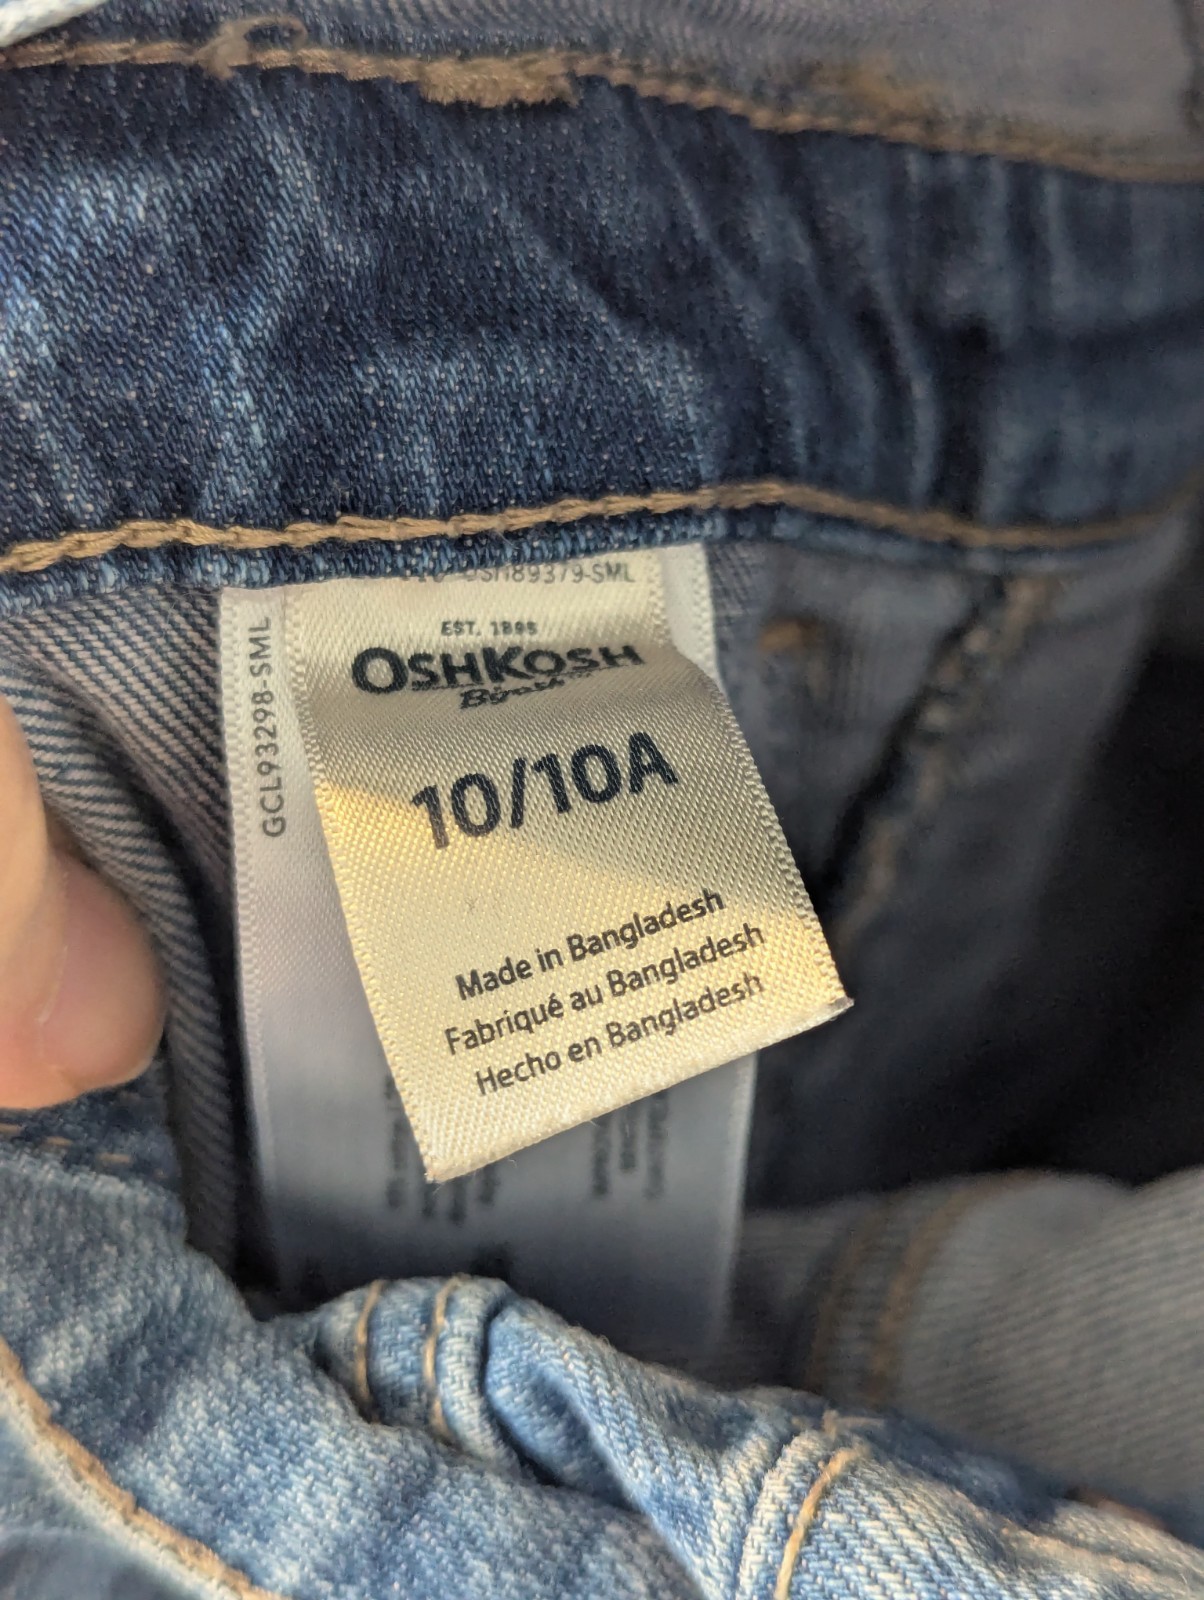 GCL93298-SML
EST. 1895
OSHKOSH
B'gosh
10/10A
Made in Bangladesh
Fabriqué au Bangladesh
Hecho en Bangladesh